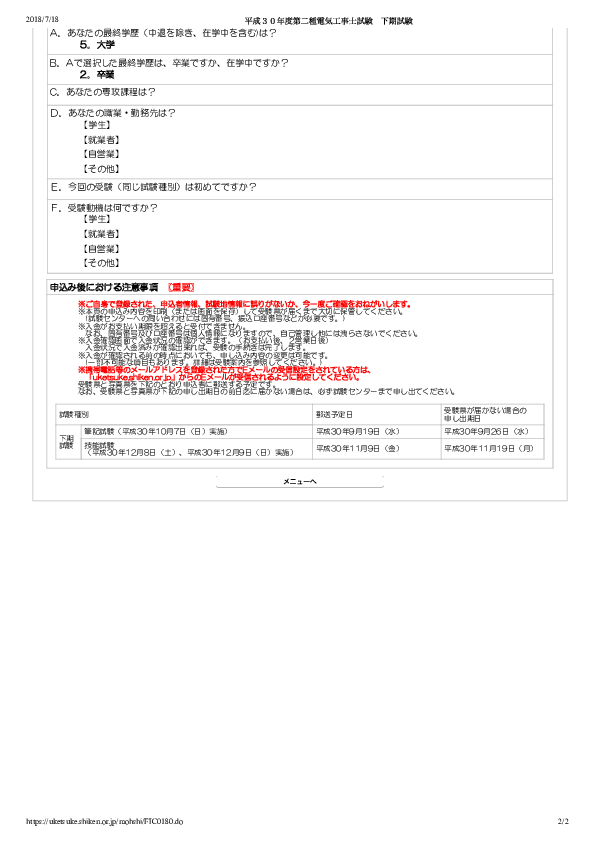 2018/7/18
平成３０年度第二種電気工事士試験　下期試験
A．あなたの最終学歴（中退を除き、在学中を含む)は？
５。大学
B．Aで選択した最終学歴は、卒業ですか、在学中ですか？
２。卒業
C．あなたの専攻課程は？
D．あなたの職業・勤務先は？
【学生】
【就業者】
【自営業】
【その他】
E．今回の受験（同じ試験種別）は初めてですか？
F．受験動機は何ですか？
【学生】
【就業者】
【自営業】
【その他】
申込み後における注意事項　【重要】
※ご自身で登録された、申込者情報、試験地情報に誤りがないか、今一度ご確認をおねがいします。
※本頁の申込み内容を印刷（または画面を保存）して受験票が届くまで大切に保管してください。
(試験センターへの問い合わせには固有番号、振込口座番号などが必要です。)
※入金がお支払い期限を超えると受付できません。
なお、固有番号及び口座番号は個人情報になりますので、自己管理し他には洩らさないでください。
※入金確認画面で入金状況の確認ができます。（お支払い後、２営業日後）
入金状況で入金済みが確認出来れば、受験の手続きは完了します。
※入金が確認される前の時点においても、申し込み内容の変更は可能です。
(一部不可能な項目もあります。詳細は受験案内を参照してください。)
※携帯電話等のメールアドレスを登録された方でEメールの受信設定をされている方は、
「uketsuke.shiken.or.jp」からのEメールが受信されるように設定してください。
受験票と写真票を下記のとおり申込者に郵送する予定です。
なお、受験票と写真票が下記の申し出期日の前日迄に届かない場合は、必ず試験センターまで申し出てください。
試験種別
郵送予定日
受験票が届かない場合の
申し出期日
下期
試験
筆記試験（平成30年10月7日（日）実施）
平成30年9月19日（水）
平成30年9月26日（水）
技能試験
（平成30年12月8日（土）、平成30年12月9日（日）実施）
平成30年11月9日（金）
平成30年11月19日（月）
メニューへ
https://uketsuke.shiken.or.jp/mohshi/FTC0180.do
2/2